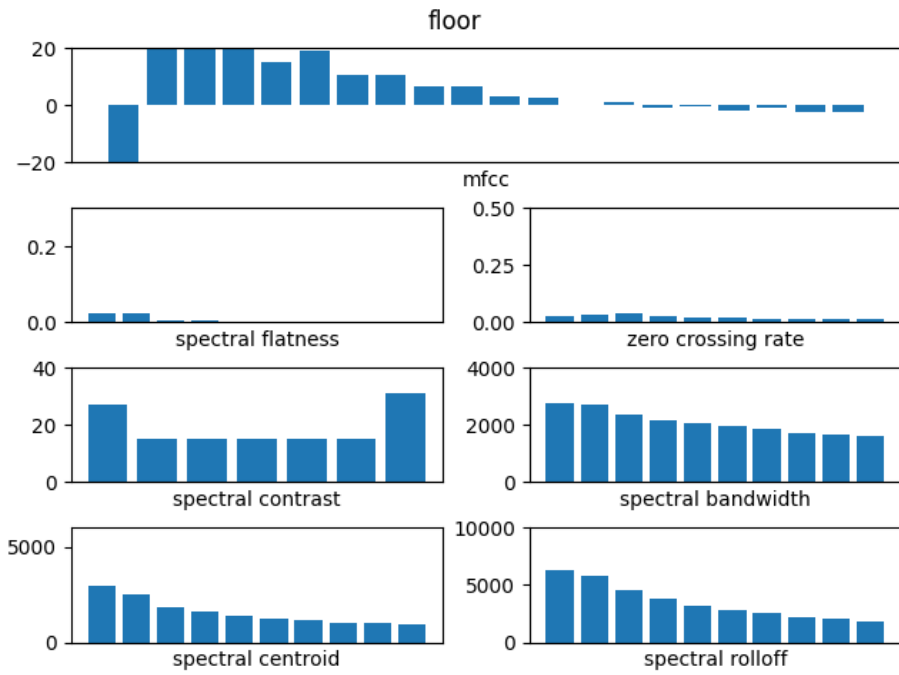 floor
20
0
−20
mfcc
0.2
0.0
spectral flatness
0.50
0.25
0.00
zero crossing rate
40
20
0
spectral contrast
4000
2000
0
spectral bandwidth
5000
0
spectral centroid
10000
5000
0
spectral rolloff